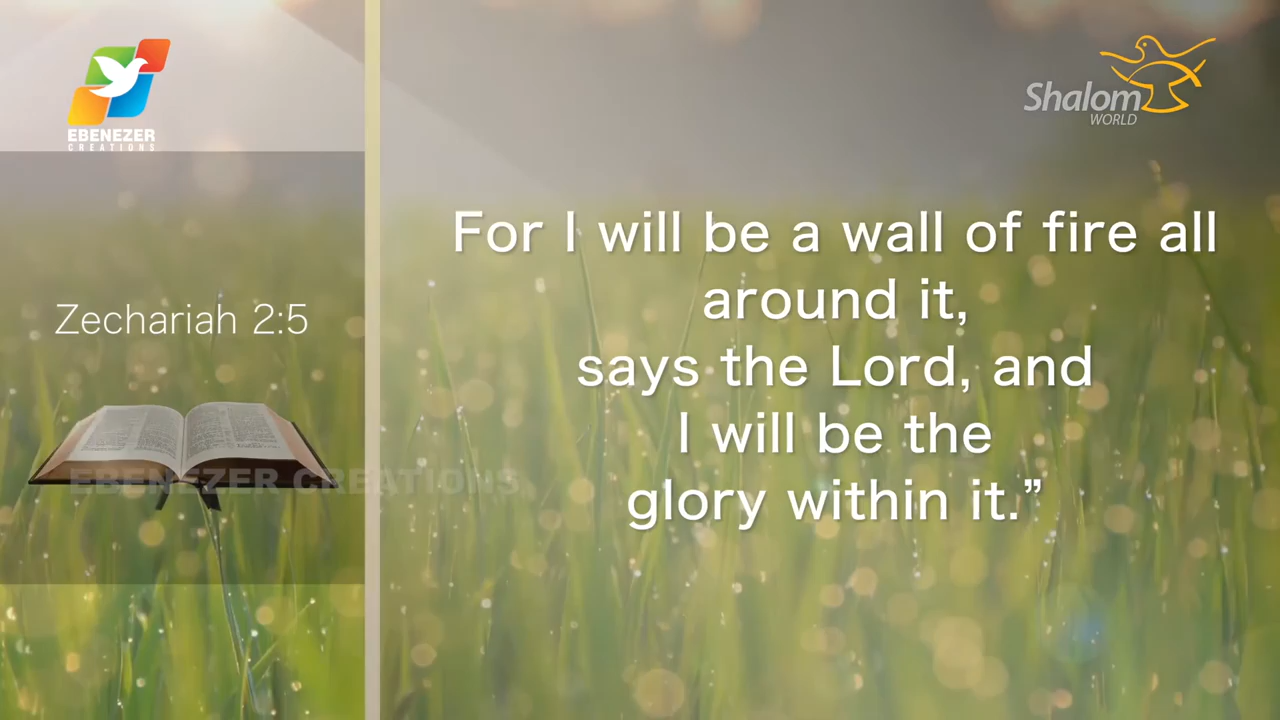 EBENEZER
CREATIONS
Shalom
WORLD
Zechariah 2:5
For I will be a wall of fire all
around it,
says the Lord, and
I will be the
glory within it.”
EBENEZER CREATIONS